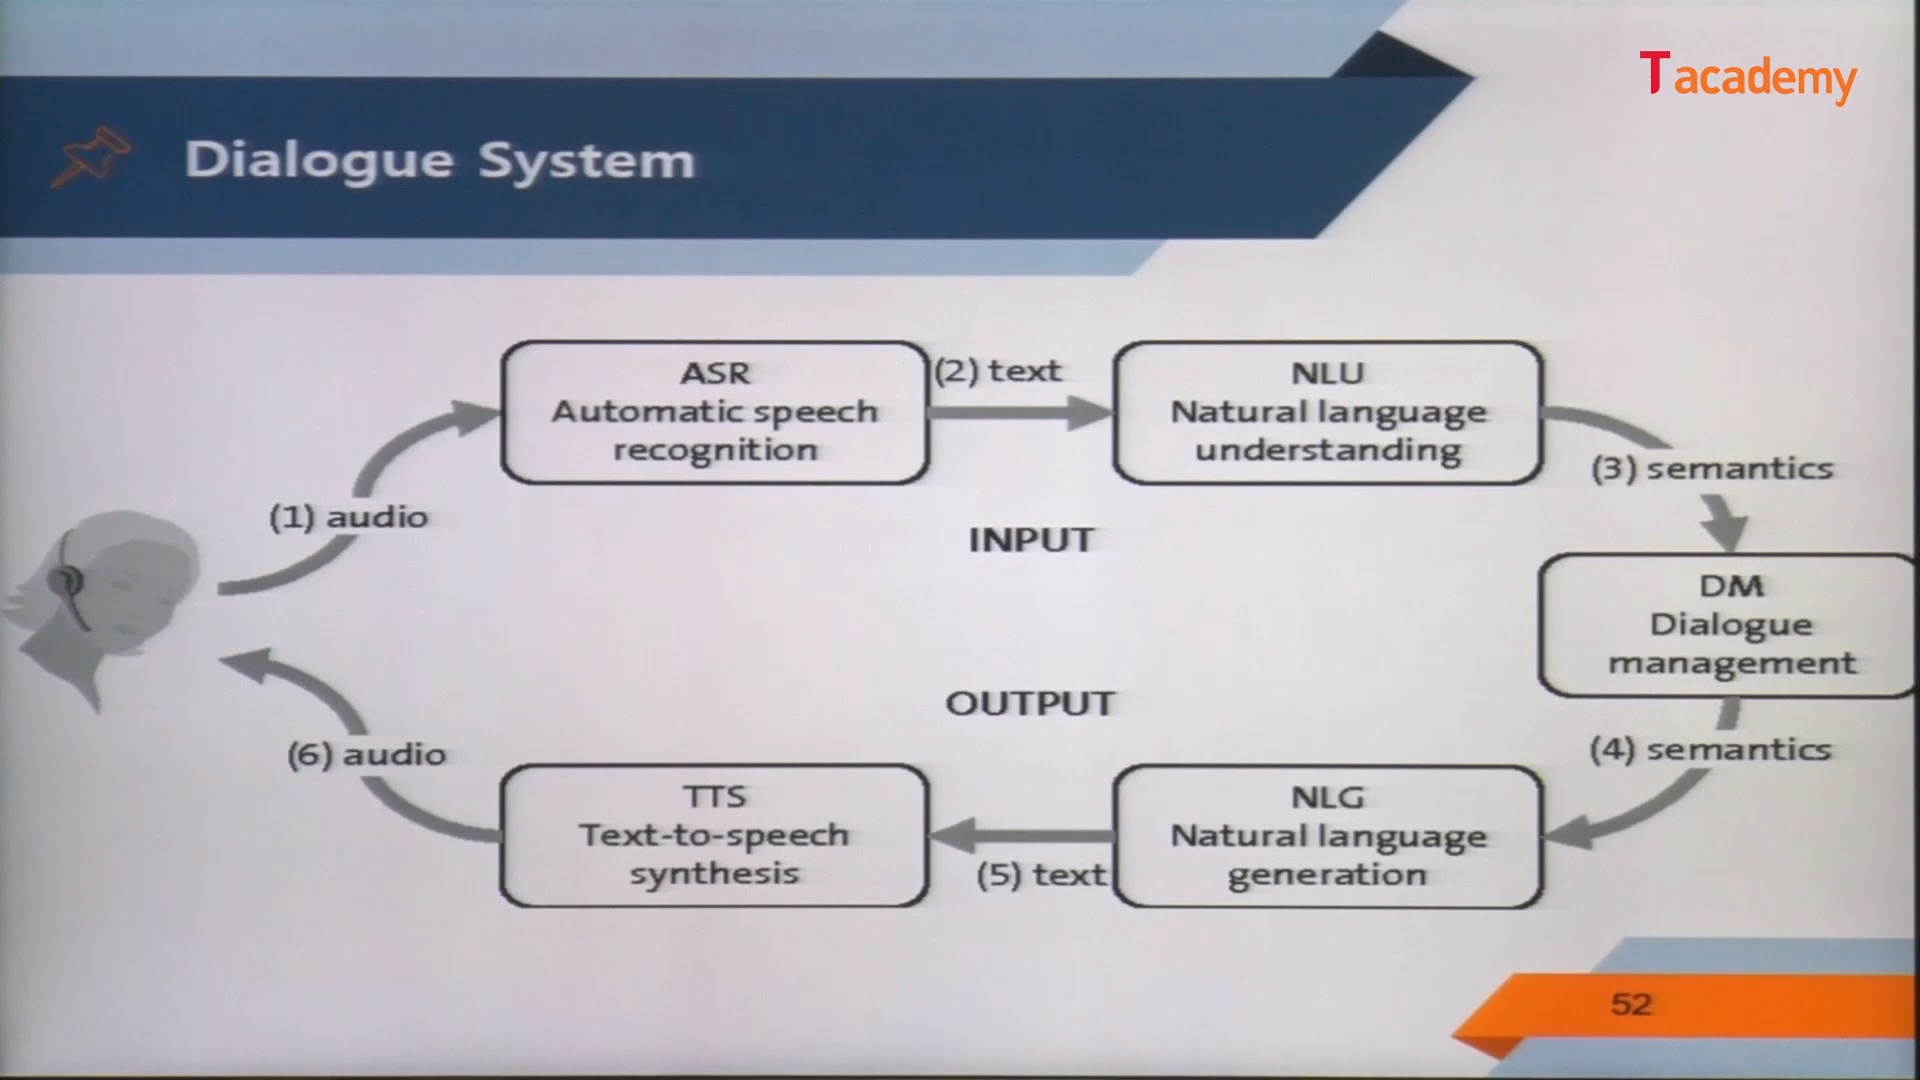 T academy
Dialogue System
ASR
Automatic speech
recognition
(2) text
NLU
Natural language
understanding
(3) semantics
(1) audio
INPUT
DM
Dialogue
management
OUTPUT
(4) semantics
(6) audio
TTS
Text-to-speech
synthesis
(5) text
NLG
Natural language
generation
52